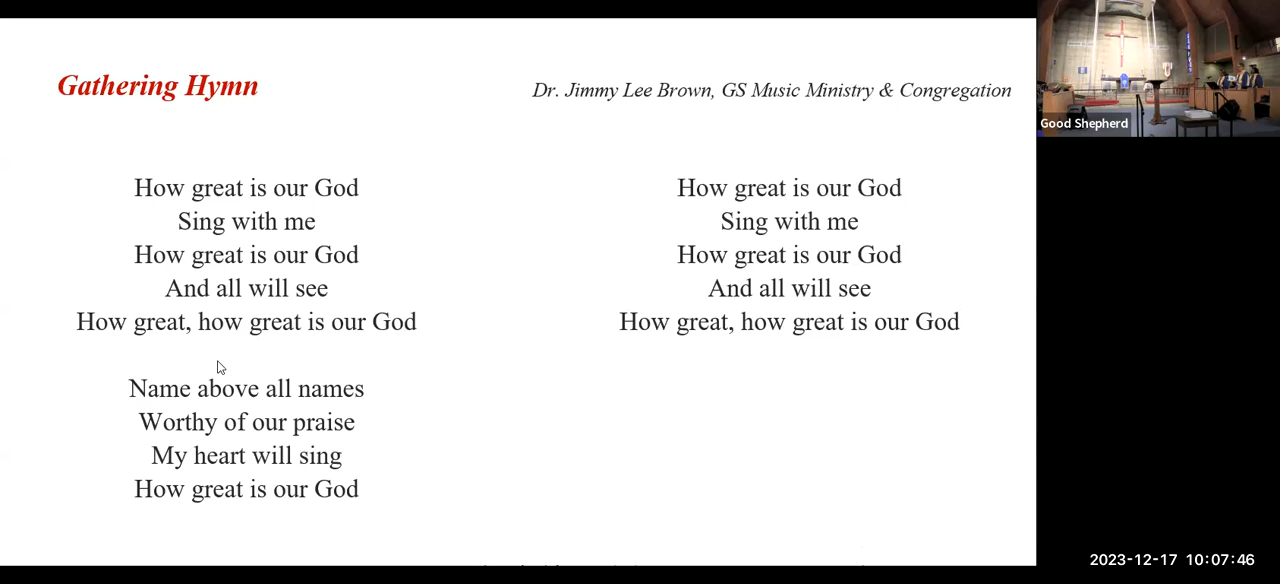 Gathering Hymn
Dr. Jimmy Lee Brown, GS Music Ministry & Congregation
How great is our God
Sing with me
How great is our God
And all will see
How great, how great is our God
Name above all names
Worthy of our praise
My heart will sing
How great is our God
How great is our God
Sing with me
How great is our God
And all will see
How great, how great is our God
Good Shepherd
2023-12-17 10:07:46